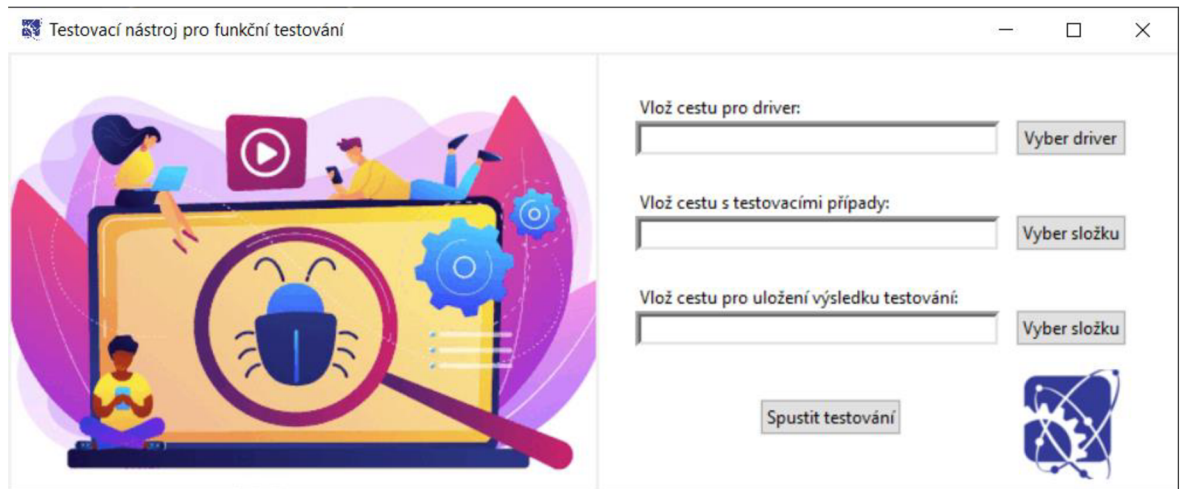 Testovací nástroj pro funkční testování
Vlož cestu pro driver:
Vyber driver
Vlož cestu s testovacími případy:
Vyber složku
Vlož cestu pro uložení výsledku testování:
Vyber složku
Spustit testování